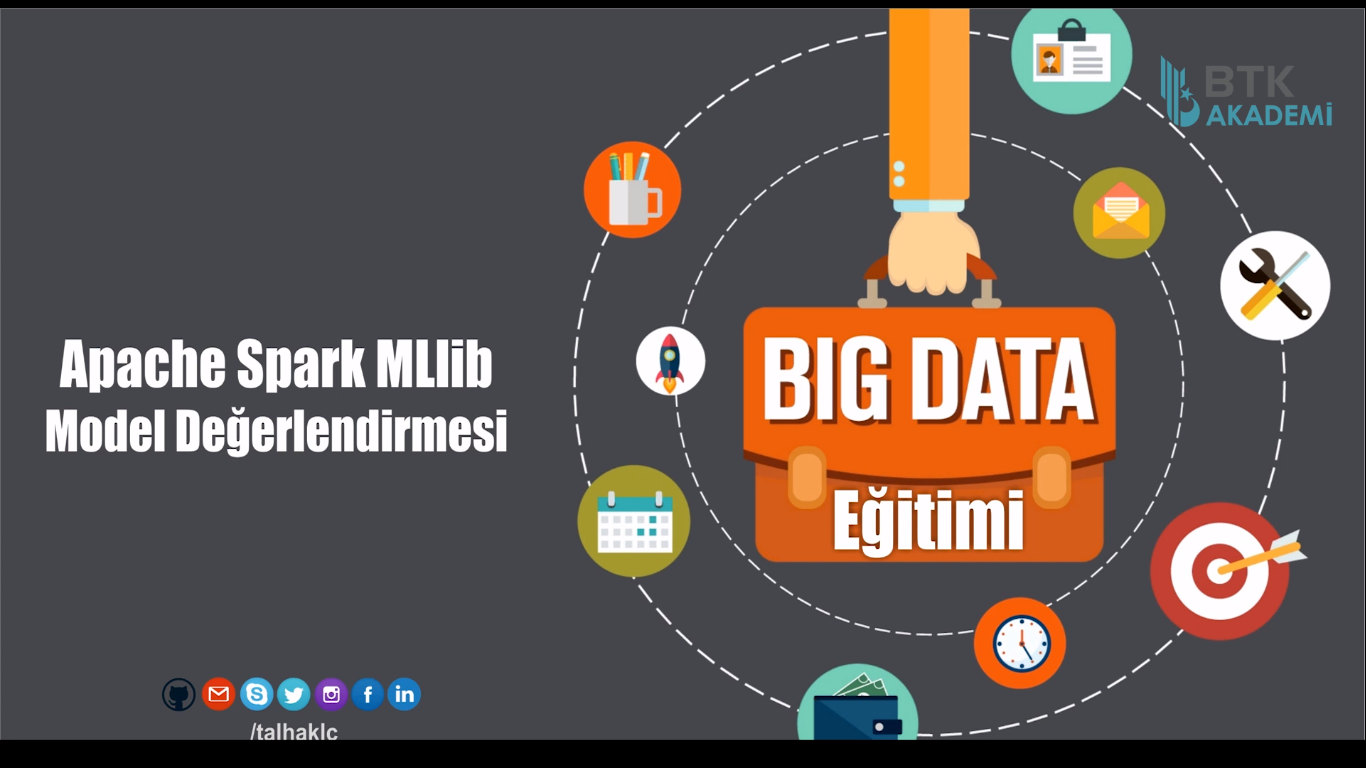 BTK
AKADEMİ
Apache Spark MLlib
Model Değerlendirmesi
BIG DATA
Eğitimi
/talhaklc